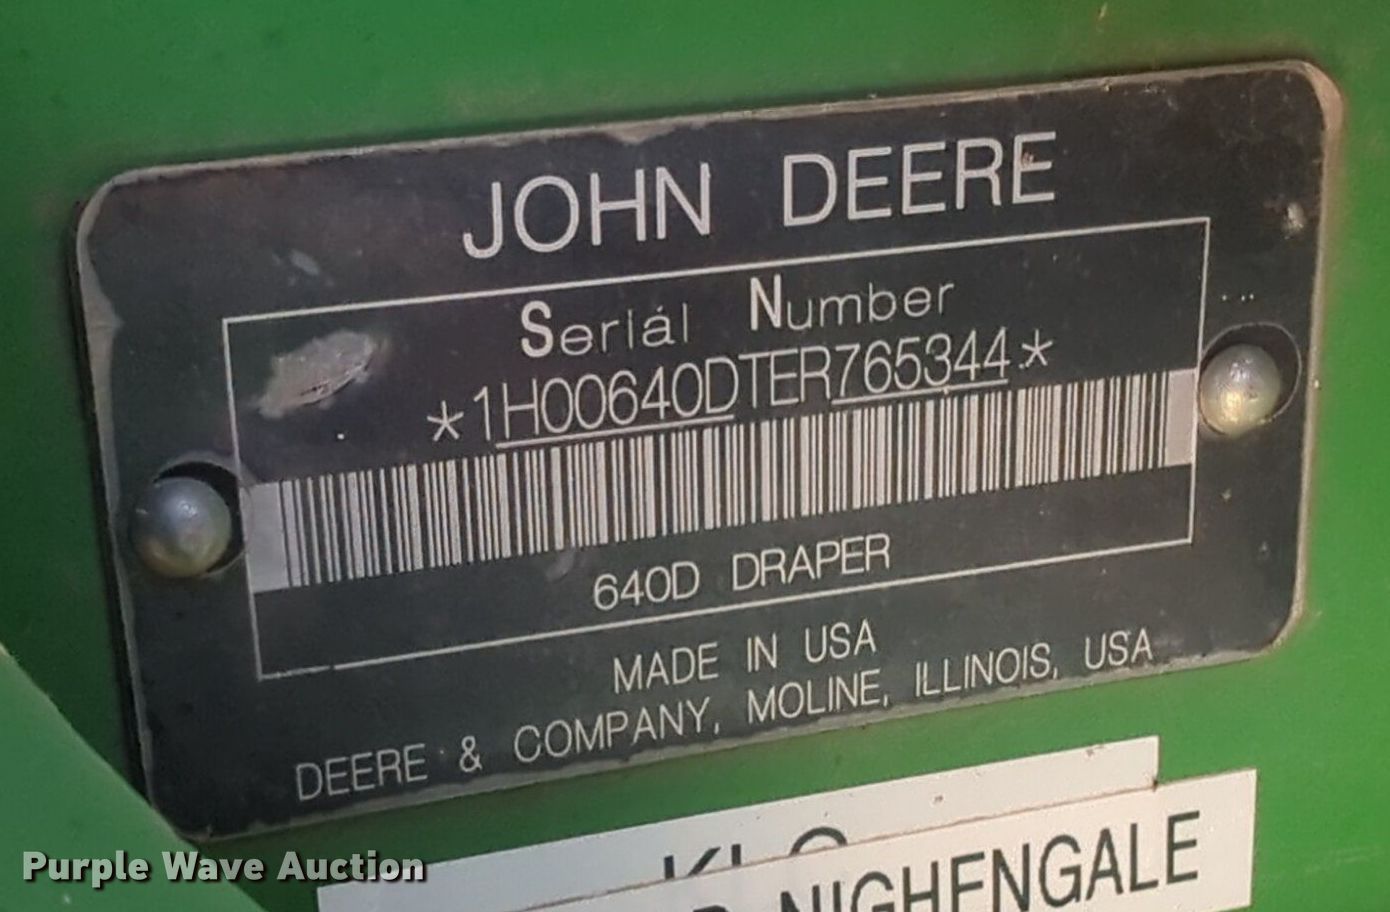 JOHN DEERE
Serial Number
*1H00640DTER765344*
640D DRAPER
MADE IN USA
DEERE & COMPANY, MOLINE, ILLINOIS, USA
NIGHENGALE
Purple Wave Auction